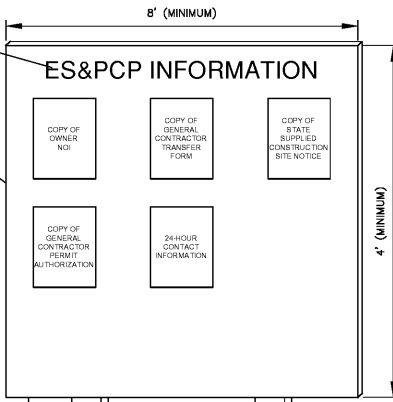 8' (MINIMUM)
ES&PCP INFORMATION
COPY OF
OWNER
NOI
COPY OF
GENERAL
CONTRACTOR
TRANSFER
FORM
COPY OF
STATE
SUPPLIED
CONSTRUCTION
SITE NOTICE
COPY OF
GENERAL
CONTRACTOR
PERMIT
AUTHORIZATION
24-HOUR
CONTACT
INFORMATION
4' (MINIMUM)